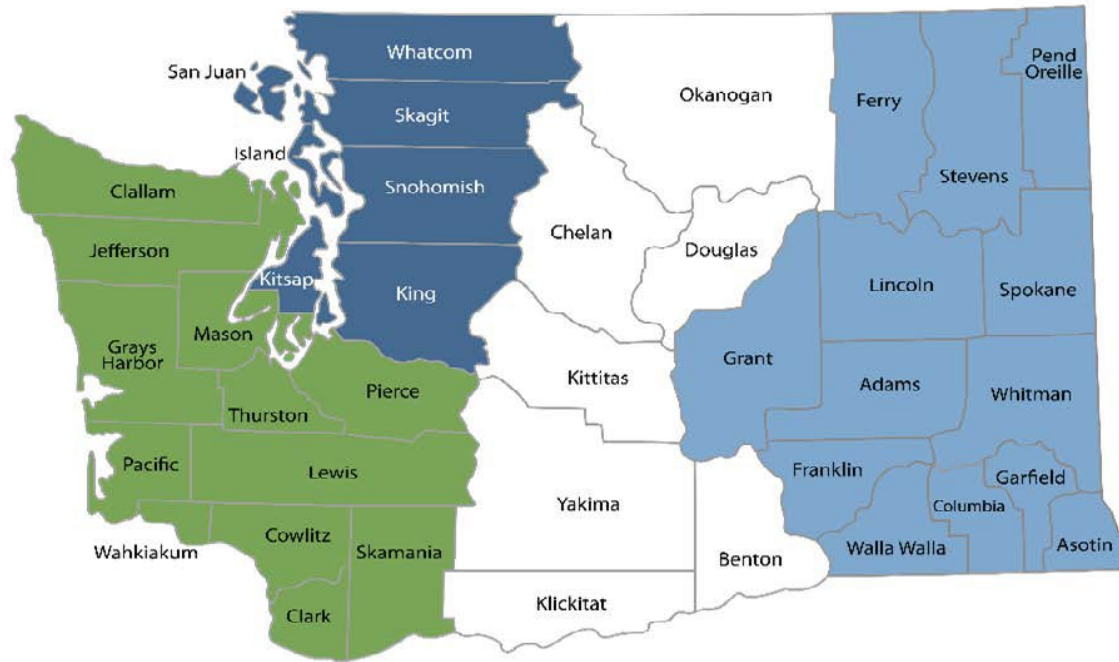 Whatcom
San Juan
Skagit
Island
Snohomish
Clallam
Jefferson
Kitsap
King
Mason
Grays
Harbor
Pierce
Thurston
Pacific
Lewis
Cowlitz
Wahkiakum
Skamania
Clark
Okanogan
Chelan
Douglas
Kittitas
Yakima
Benton
Klickitat
Pend
Oreille
Ferry
Stevens
Lincoln
Spokane
Grant
Adams
Whitman
Franklin
Garfield
Columbia
Walla Walla
Asotin